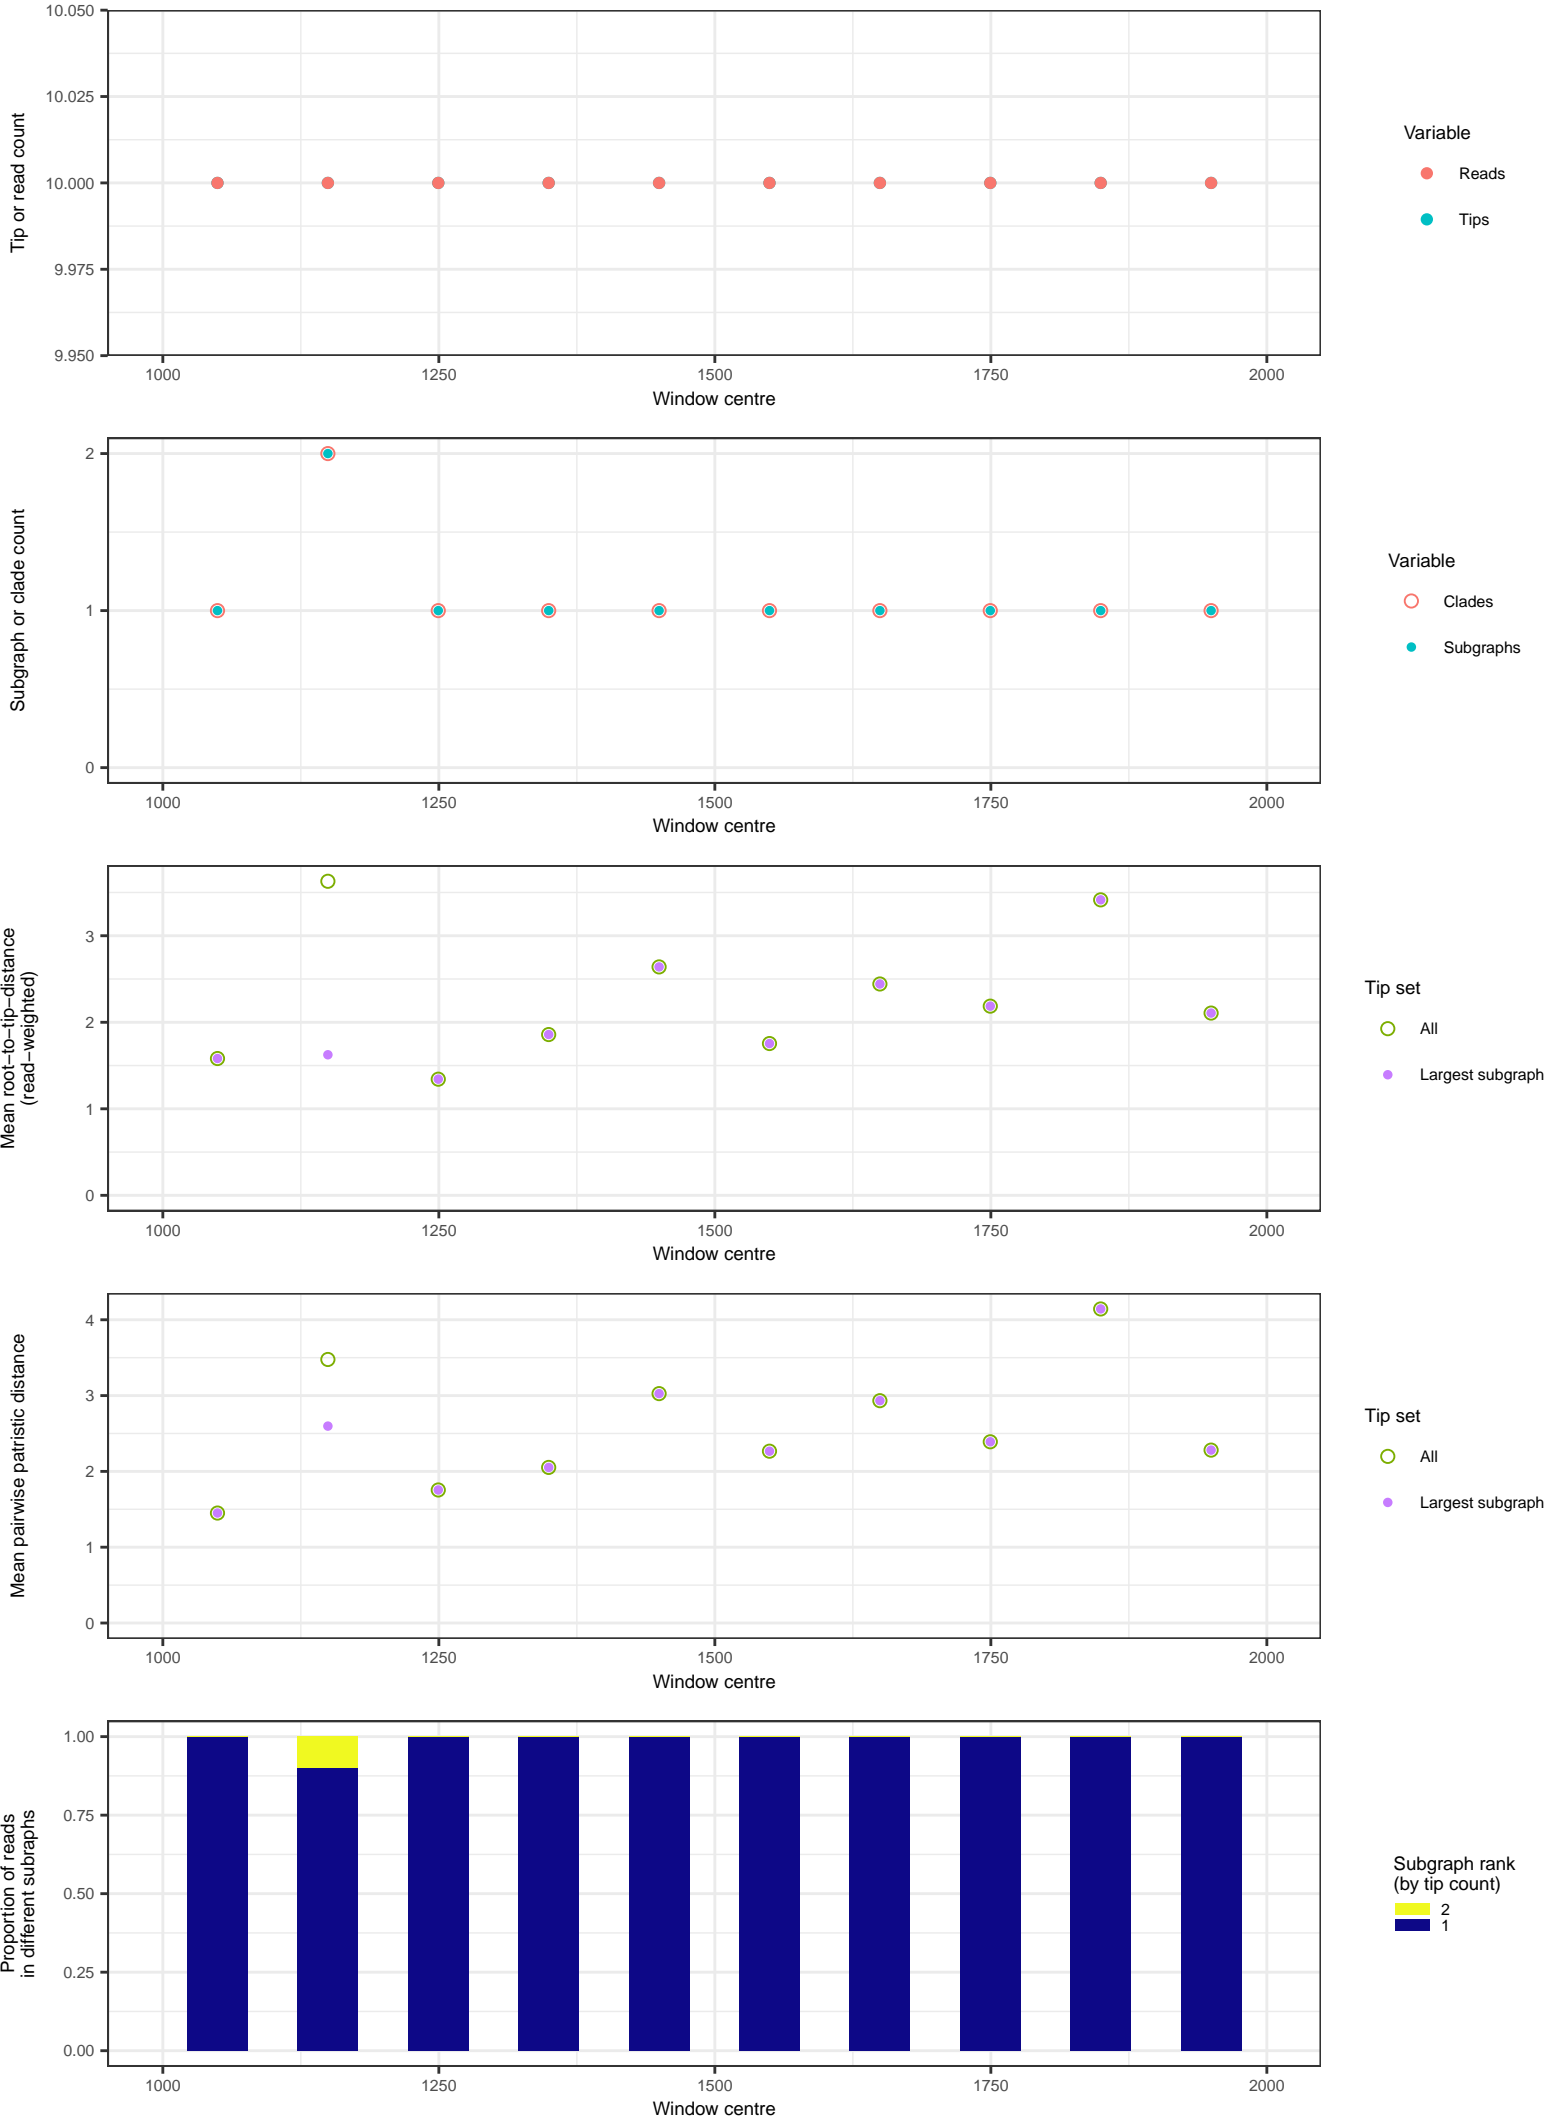 10.050
10.025
10.000
9.975
9.950
Tip or read count
1000
1250
1500
1750
2000
Window centre
Variable
Reads
Tips
2
1
0
Subgraph or clade count
1000
1250
1500
1750
2000
Window centre
Variable
Clades
Subgraphs
3
2
1
0
Mean root−to−tip−distance
(read−weighted)
1000
1250
1500
1750
2000
Window centre
Tip set
All
Largest subgraph
4
3
2
1
0
Mean pairwise patristic distance
1000
1250
1500
1750
2000
Window centre
Tip set
All
Largest subgraph
1.00
0.75
0.50
0.25
0.00
Proportion of reads
in different subraphs
1000
1250
1500
1750
2000
Window centre
Subgraph rank
(by tip count)
2
1